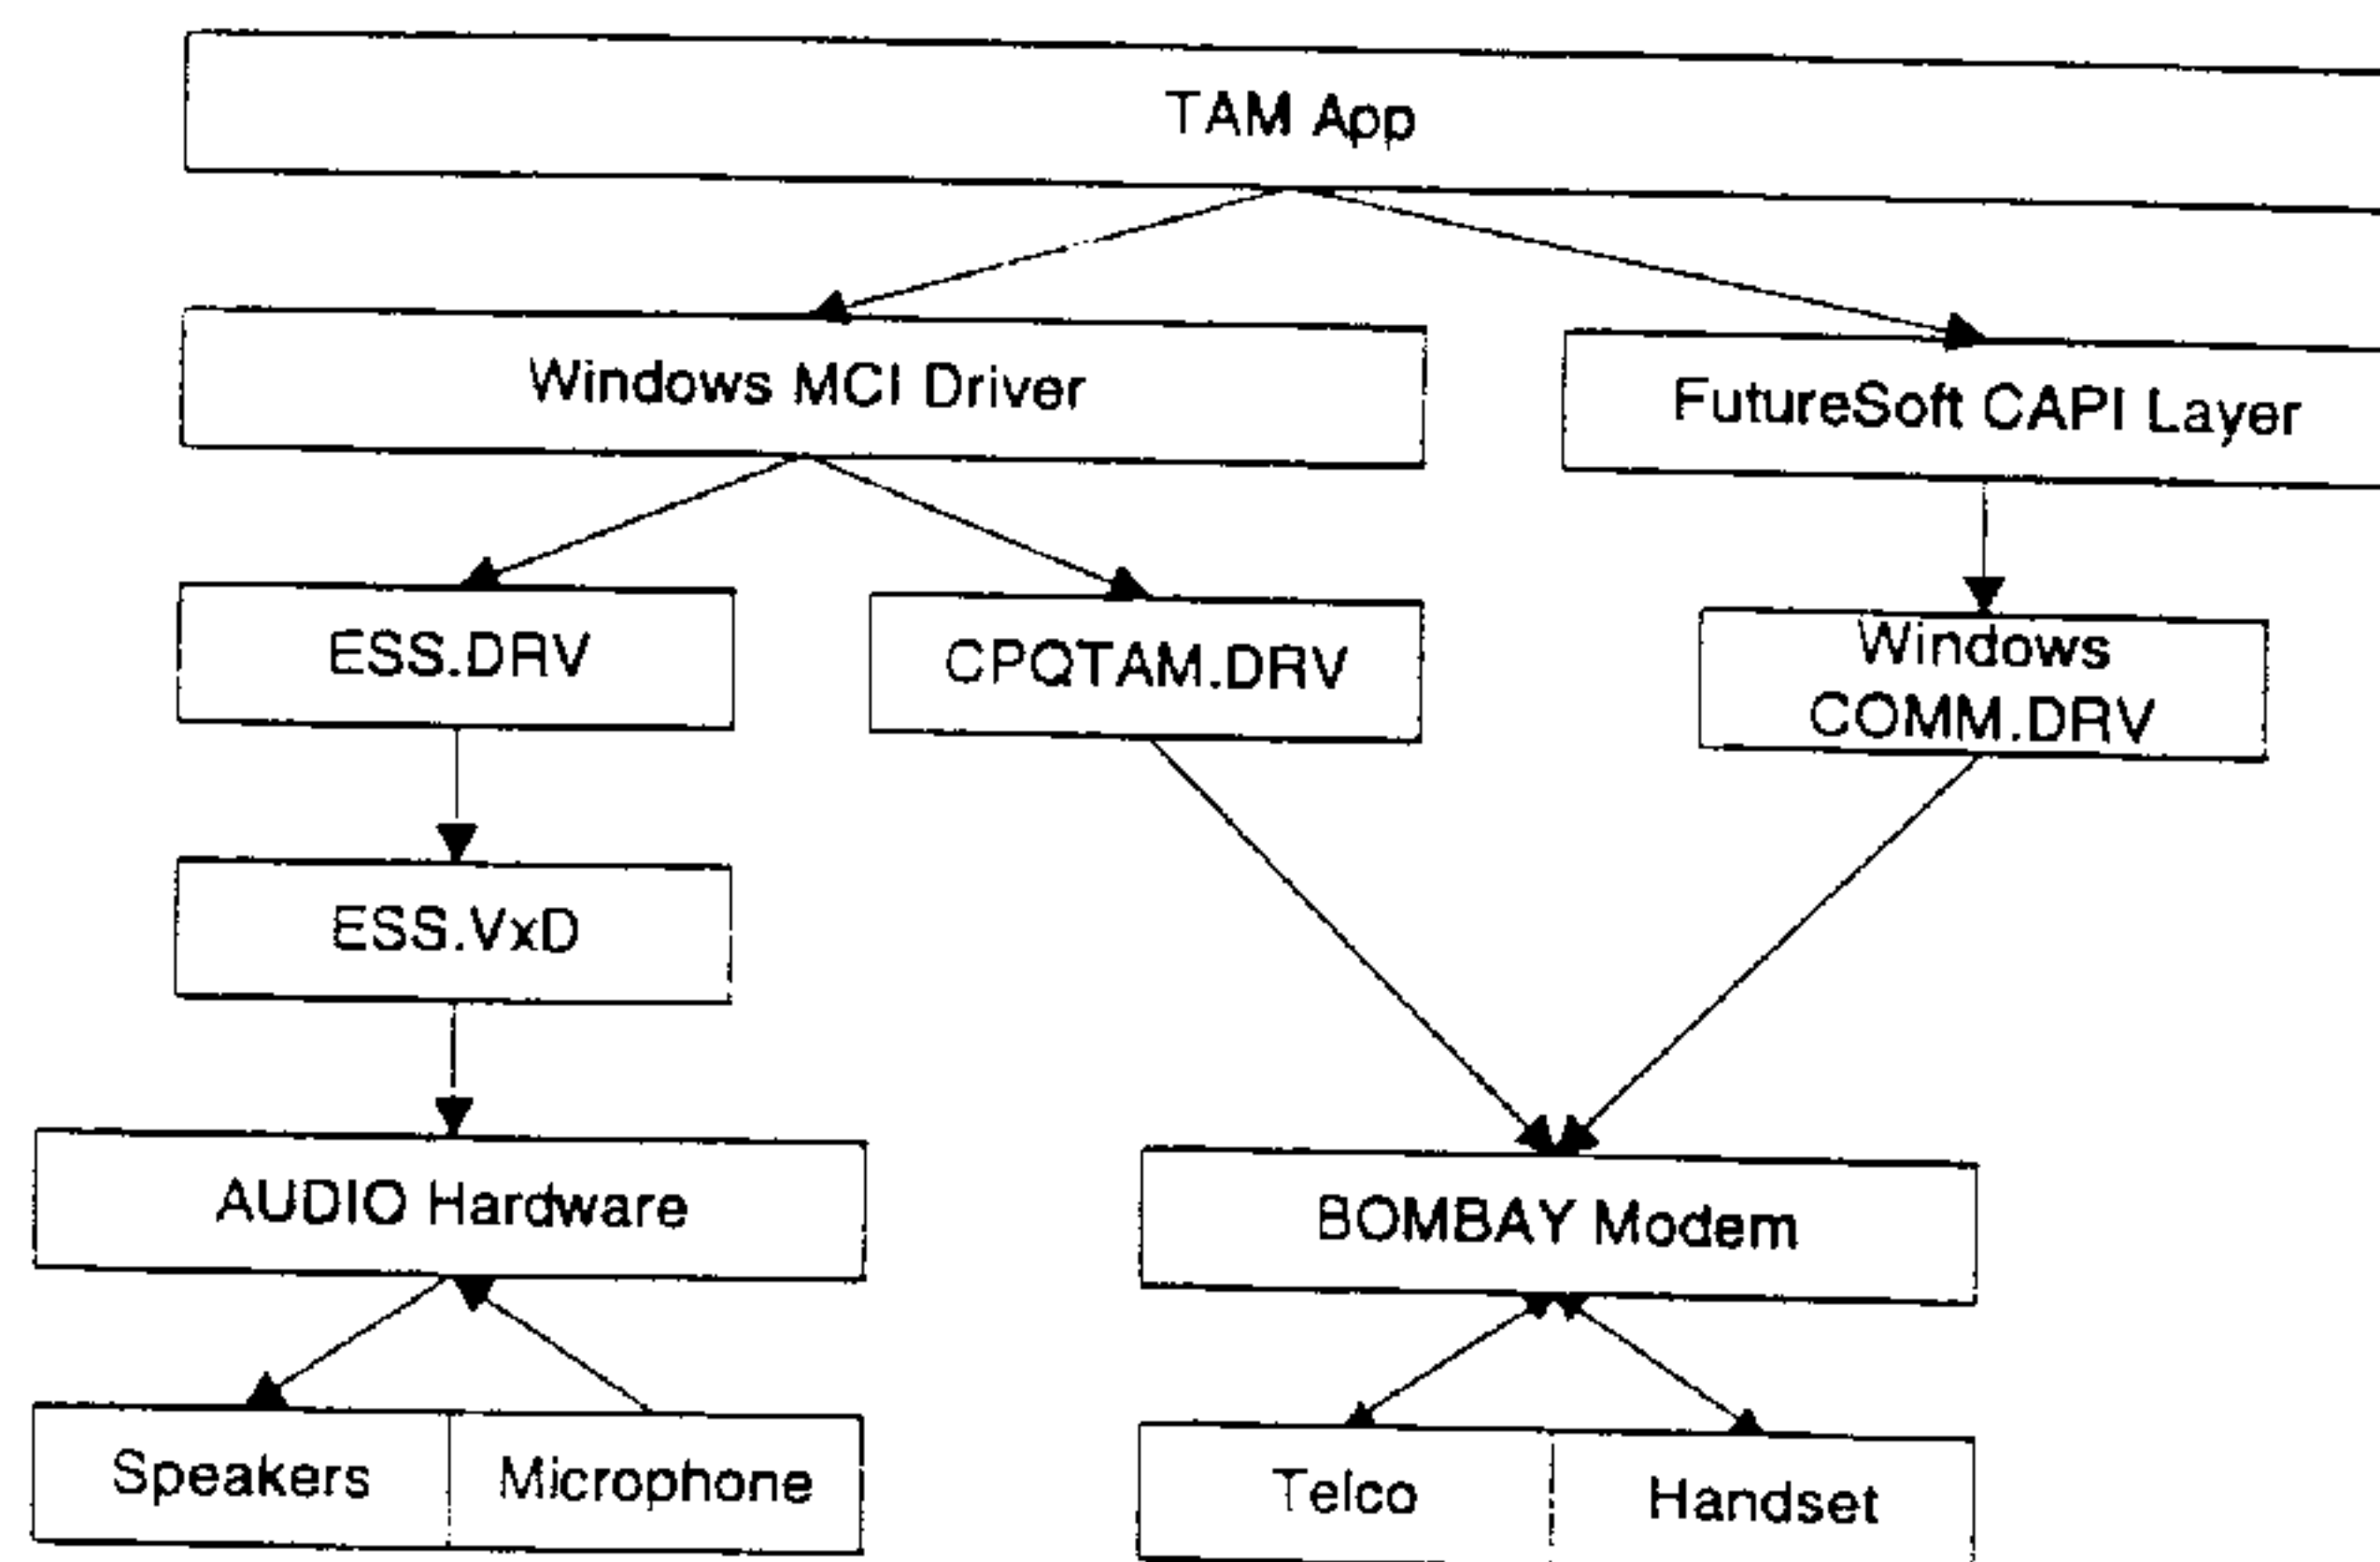 TAM App
Windows MCI Driver
FutureSoft CAPI Layer
ESS.DRV
CPQTAM.DRV
Windows
COMM.DRV
ESS.VxD
AUDIO Hardware
BOMBAY Modem
Speakers
Microphone
Telco
Handset